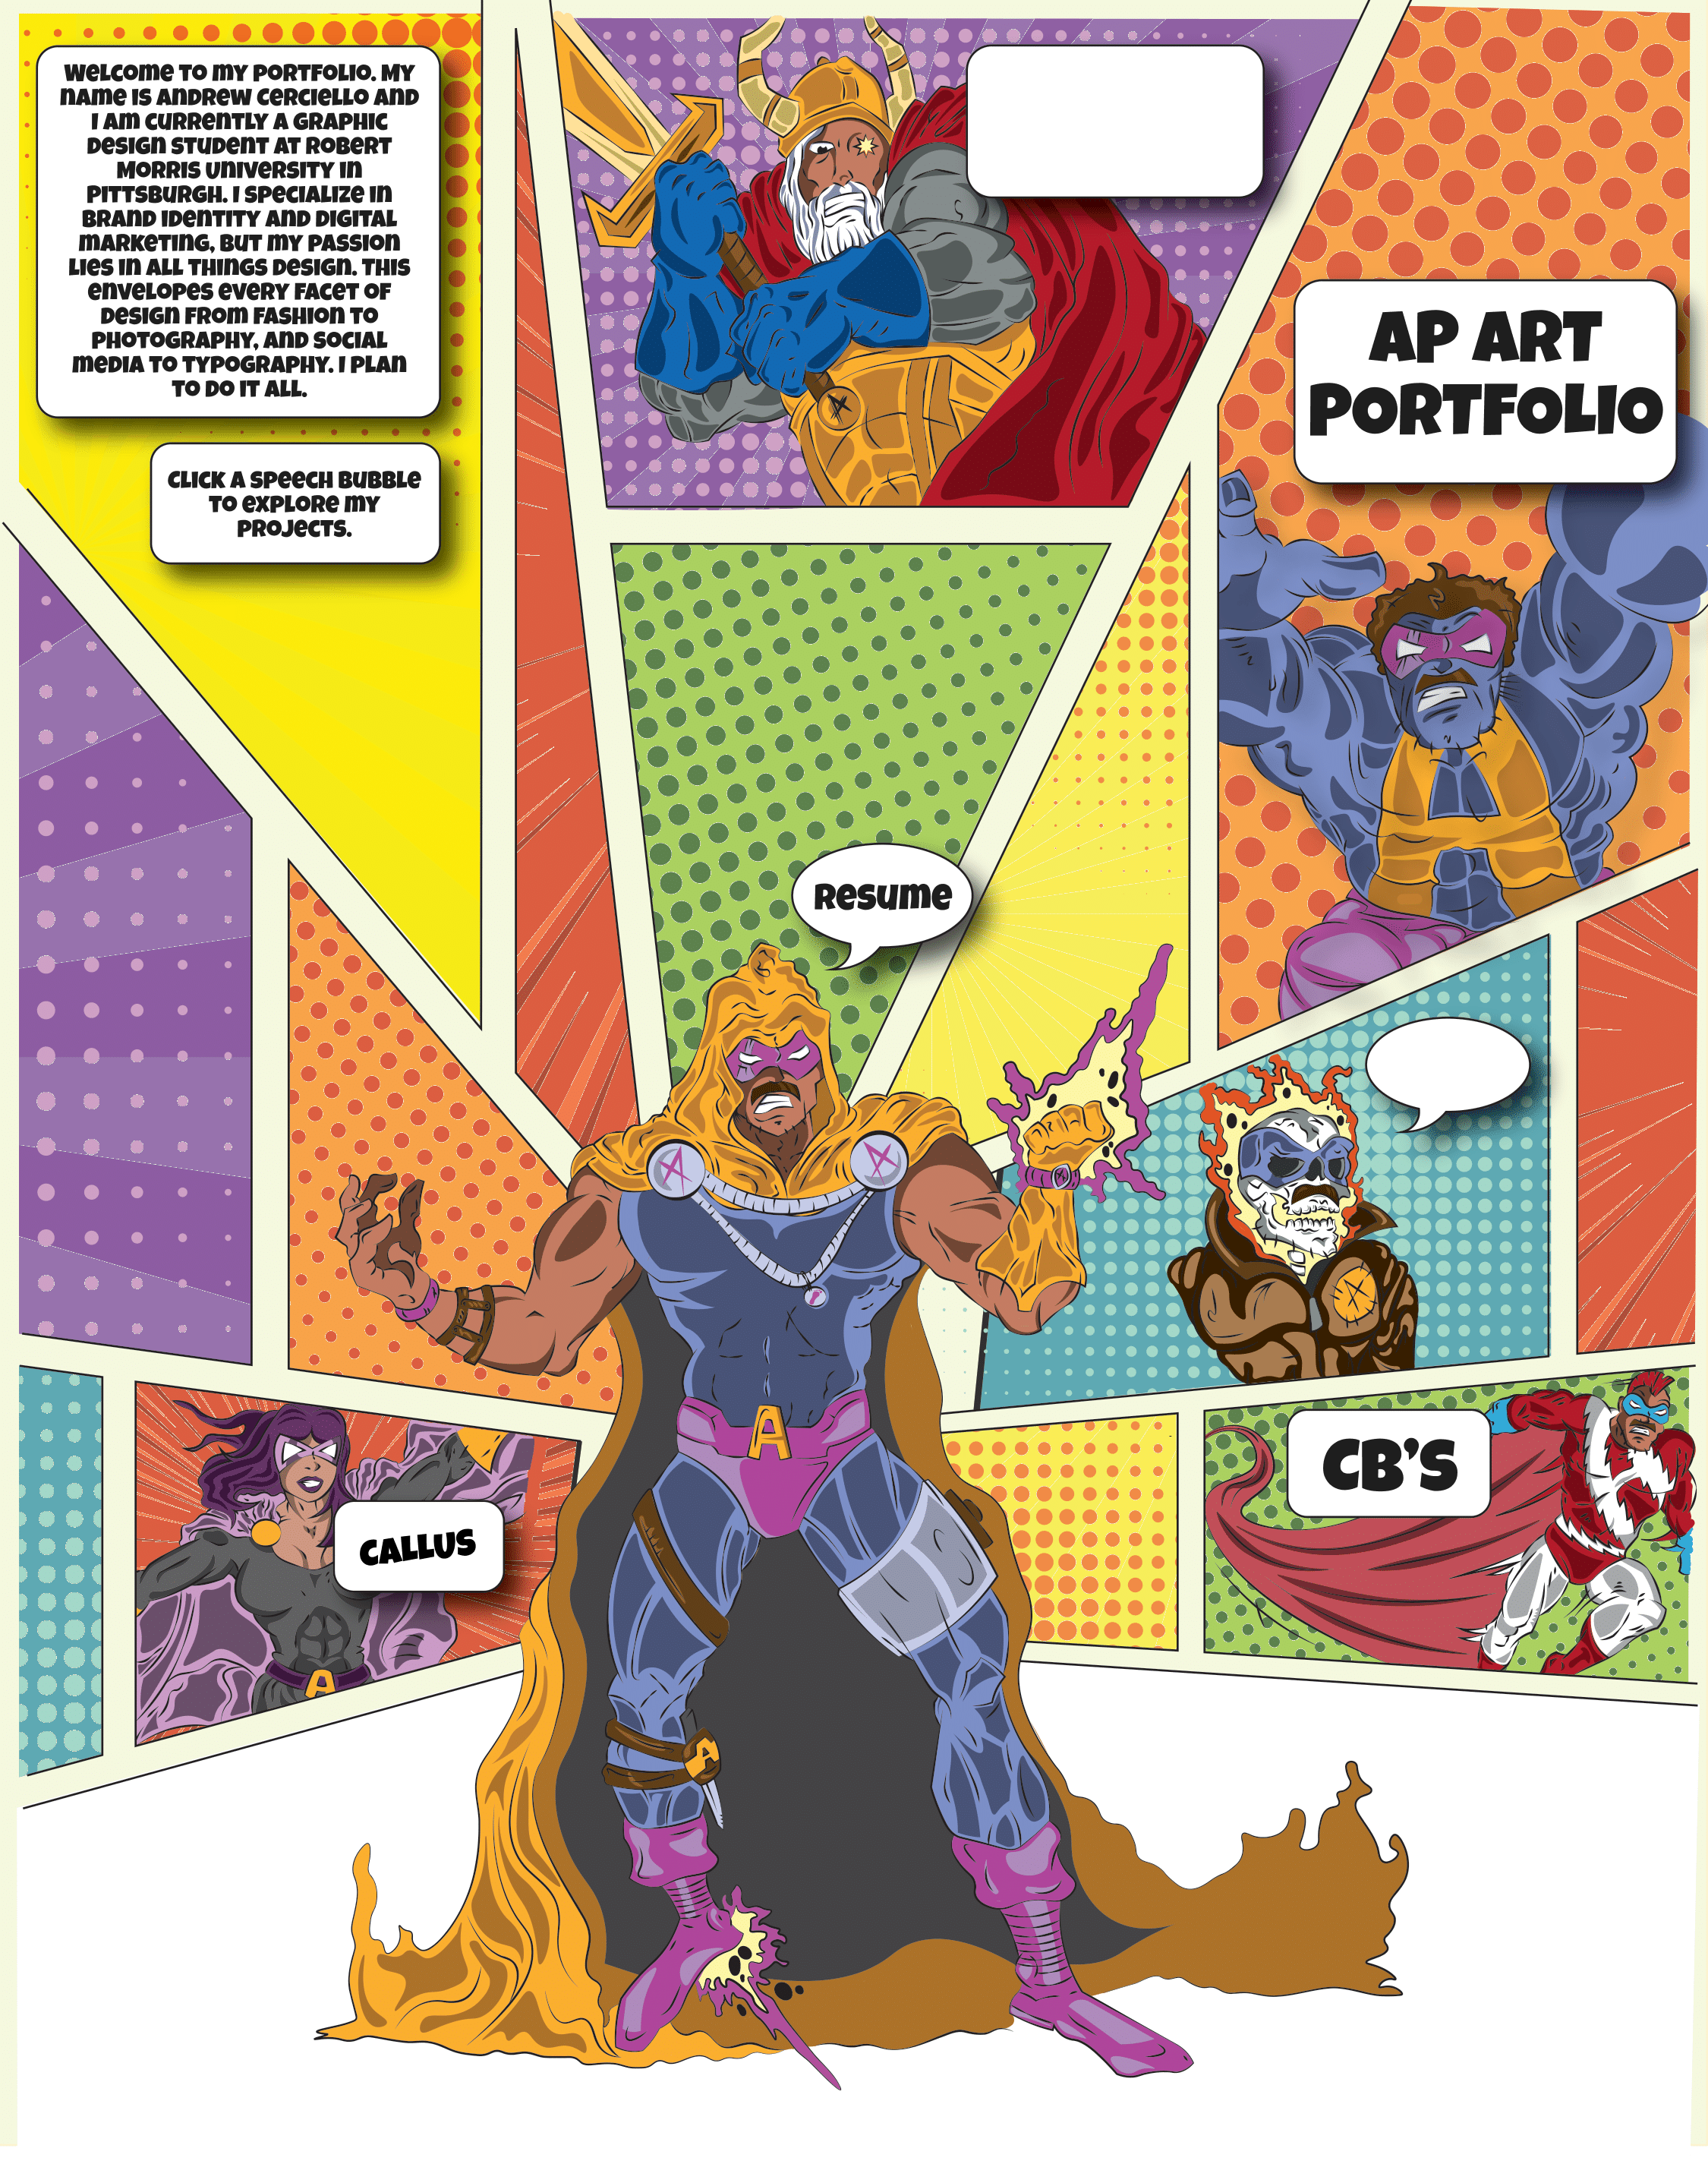 WELCOME TO MY PORTFOLIO. MY
NAME IS ANDREW CERCIELLO AND
I AM CURRENTLY A GRAPHIC
DESIGN STUDENT AT ROBERT
MORRIS UNIVERSITY IN
PITTSBURGH. I SPECIALIZE IN
BRAND IDENTITY AND DIGITAL
MARKETING, BUT MY PASSION
LIES IN ALL THINGS DESIGN. THIS
ENVELOPES EVERY FACET OF
DESIGN FROM FASHION TO
PHOTOGRAPHY, AND SOCIAL
MEDIA TO TYPOGRAPHY. I PLAN
TO DO IT ALL.
CLICK A SPEECH BUBBLE
TO EXPLORE MY
PROJECTS.
AP ART
PORTFOLIO
RESUME
A
A
A
A
CB'S
CALLUS
A
A
A